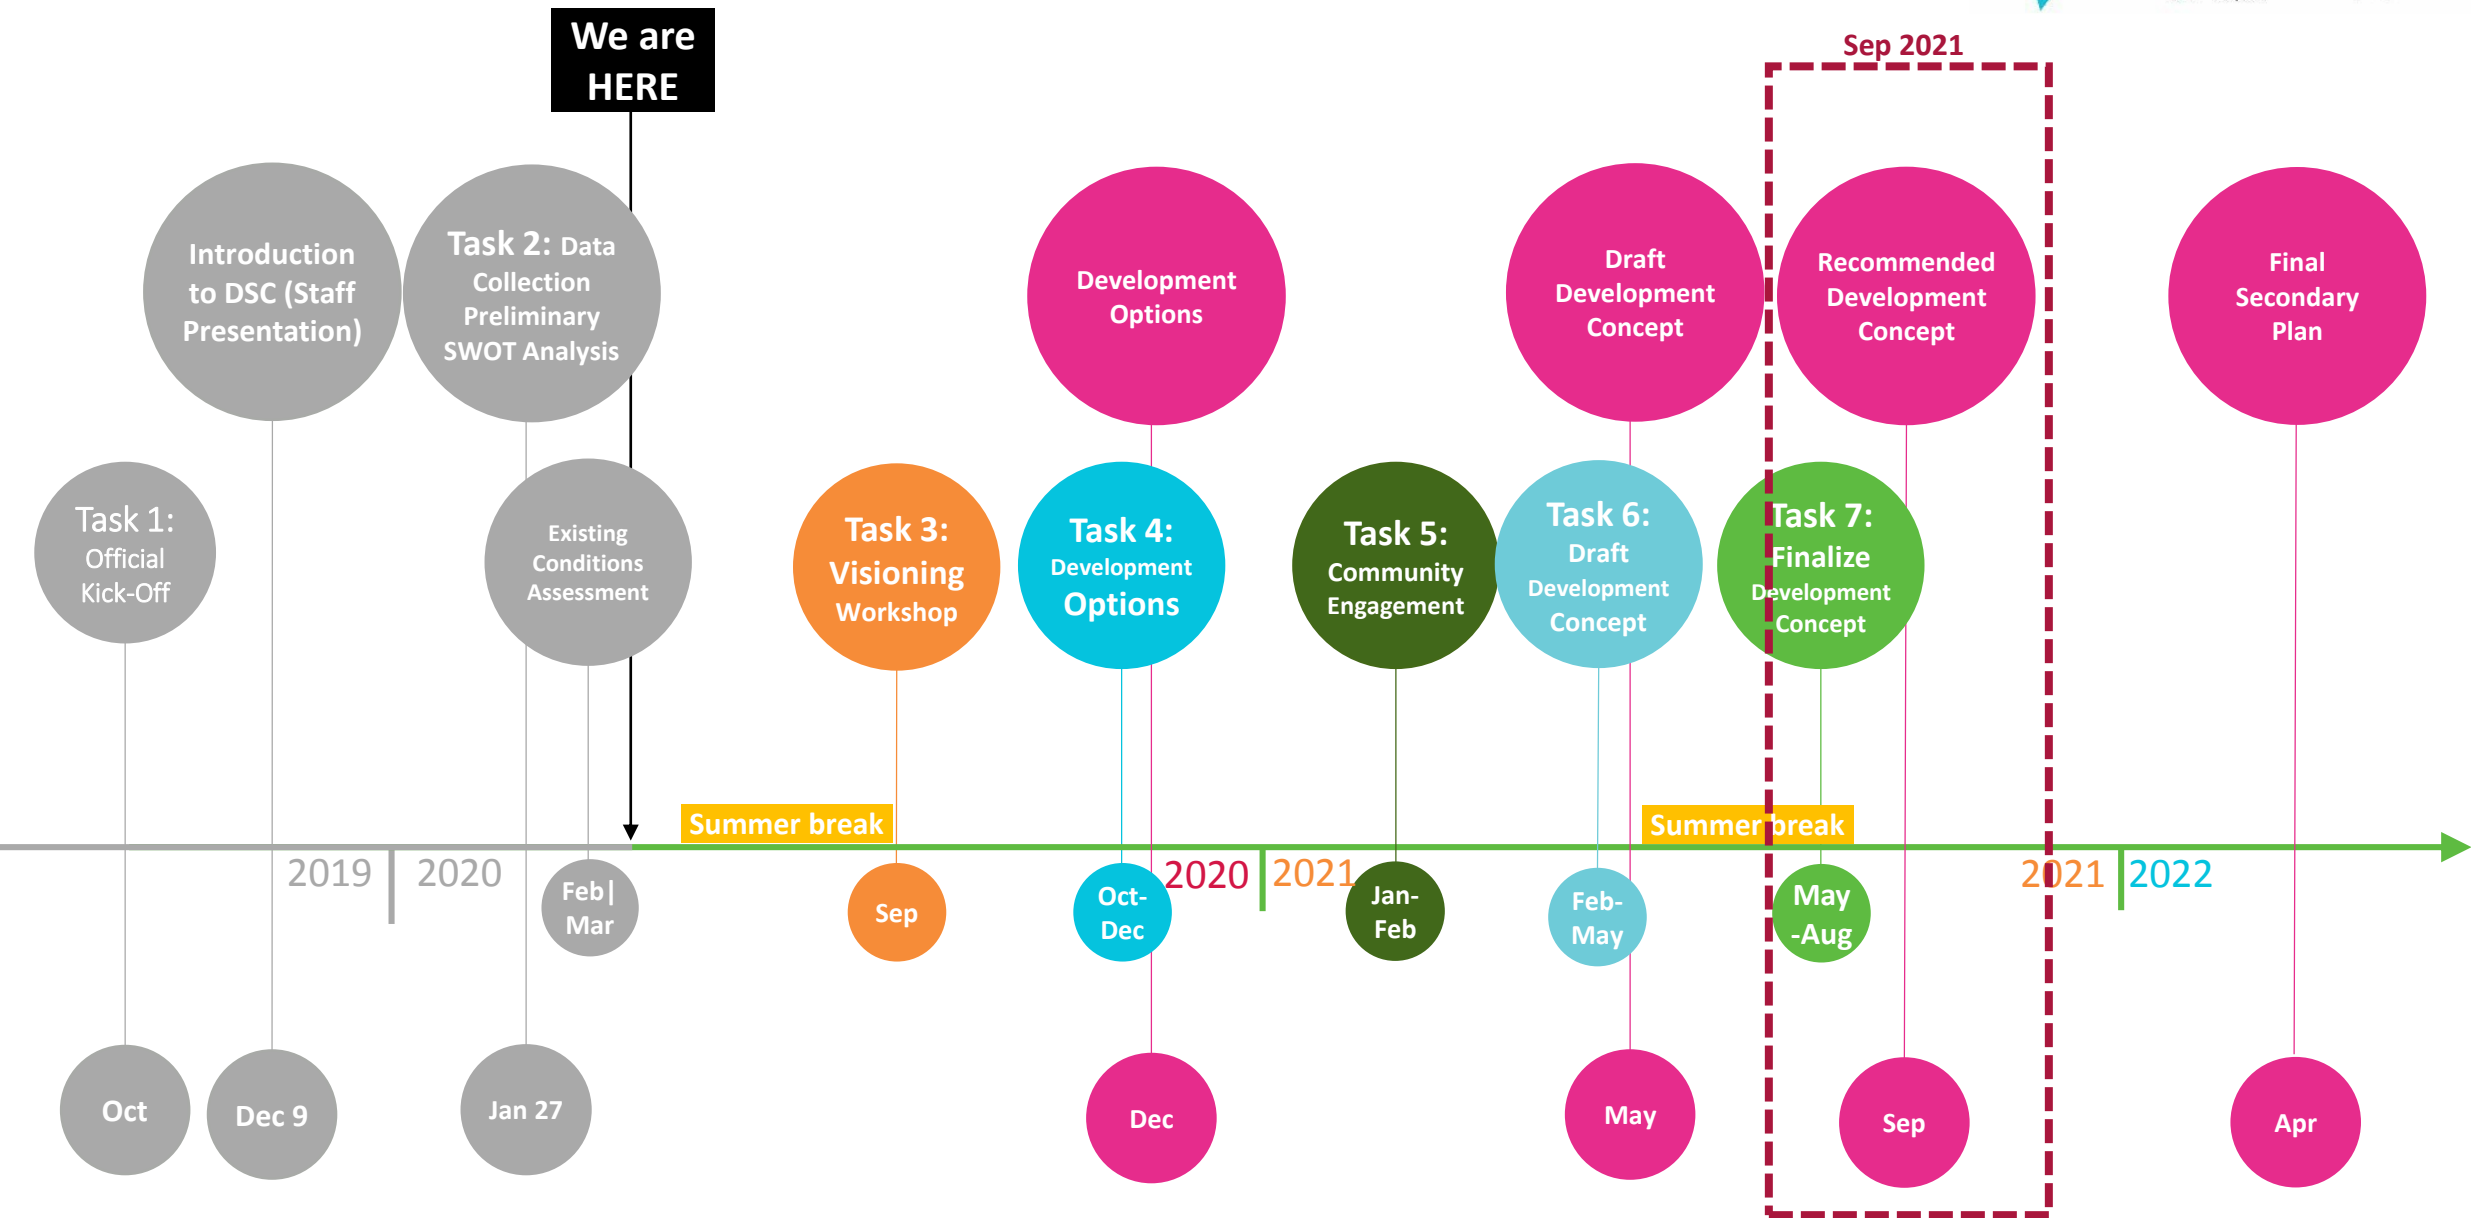 We are
HERE
Sep 2021
Introduction
to DSC (Staff
Presentation)
Task 2: Data
Collection
Preliminary
SWOT Analysis
Development
Options
Draft
Development
Concept
Recommended
Development
Concept
Final
Secondary
Plan
Task 1:
Official
Kick-Off
Existing
Conditions
Assessment
Task 3:
Visioning
Workshop
Task 4:
Development
Options
Task 5:
Community
Engagement
Task 6:
Draft
Development
Concept
Task 7:
Finalize
Development
Concept
Summer break
Summer break
2019
2020
2020
2021
2021
2022
Feb|
Mar
Sep
Oct-
Dec
Jan-
Feb
Feb-
May
May
-Aug
Oct
Dec 9
Jan 27
Dec
May
Sep
Apr